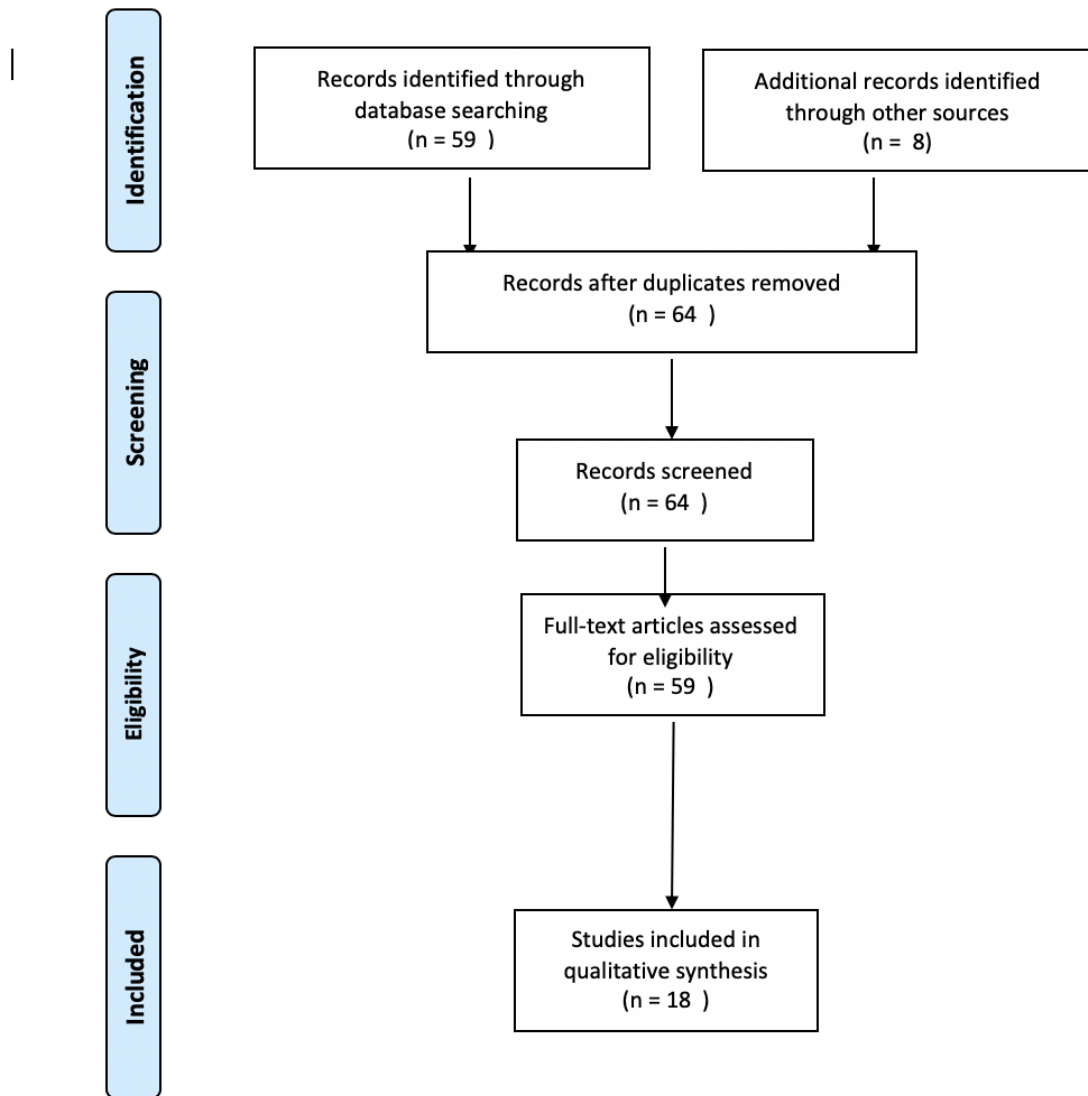 Identification
Records identified through
database searching
(n = 59  )
Additional records identified
through other sources
(n =  8)
Records after duplicates removed
(n = 64  )
Screening
Records screened
(n = 64  )
Eligibility
Full-text articles assessed
for eligibility
(n = 59  )
Included
Studies included in
qualitative synthesis
(n = 18  )